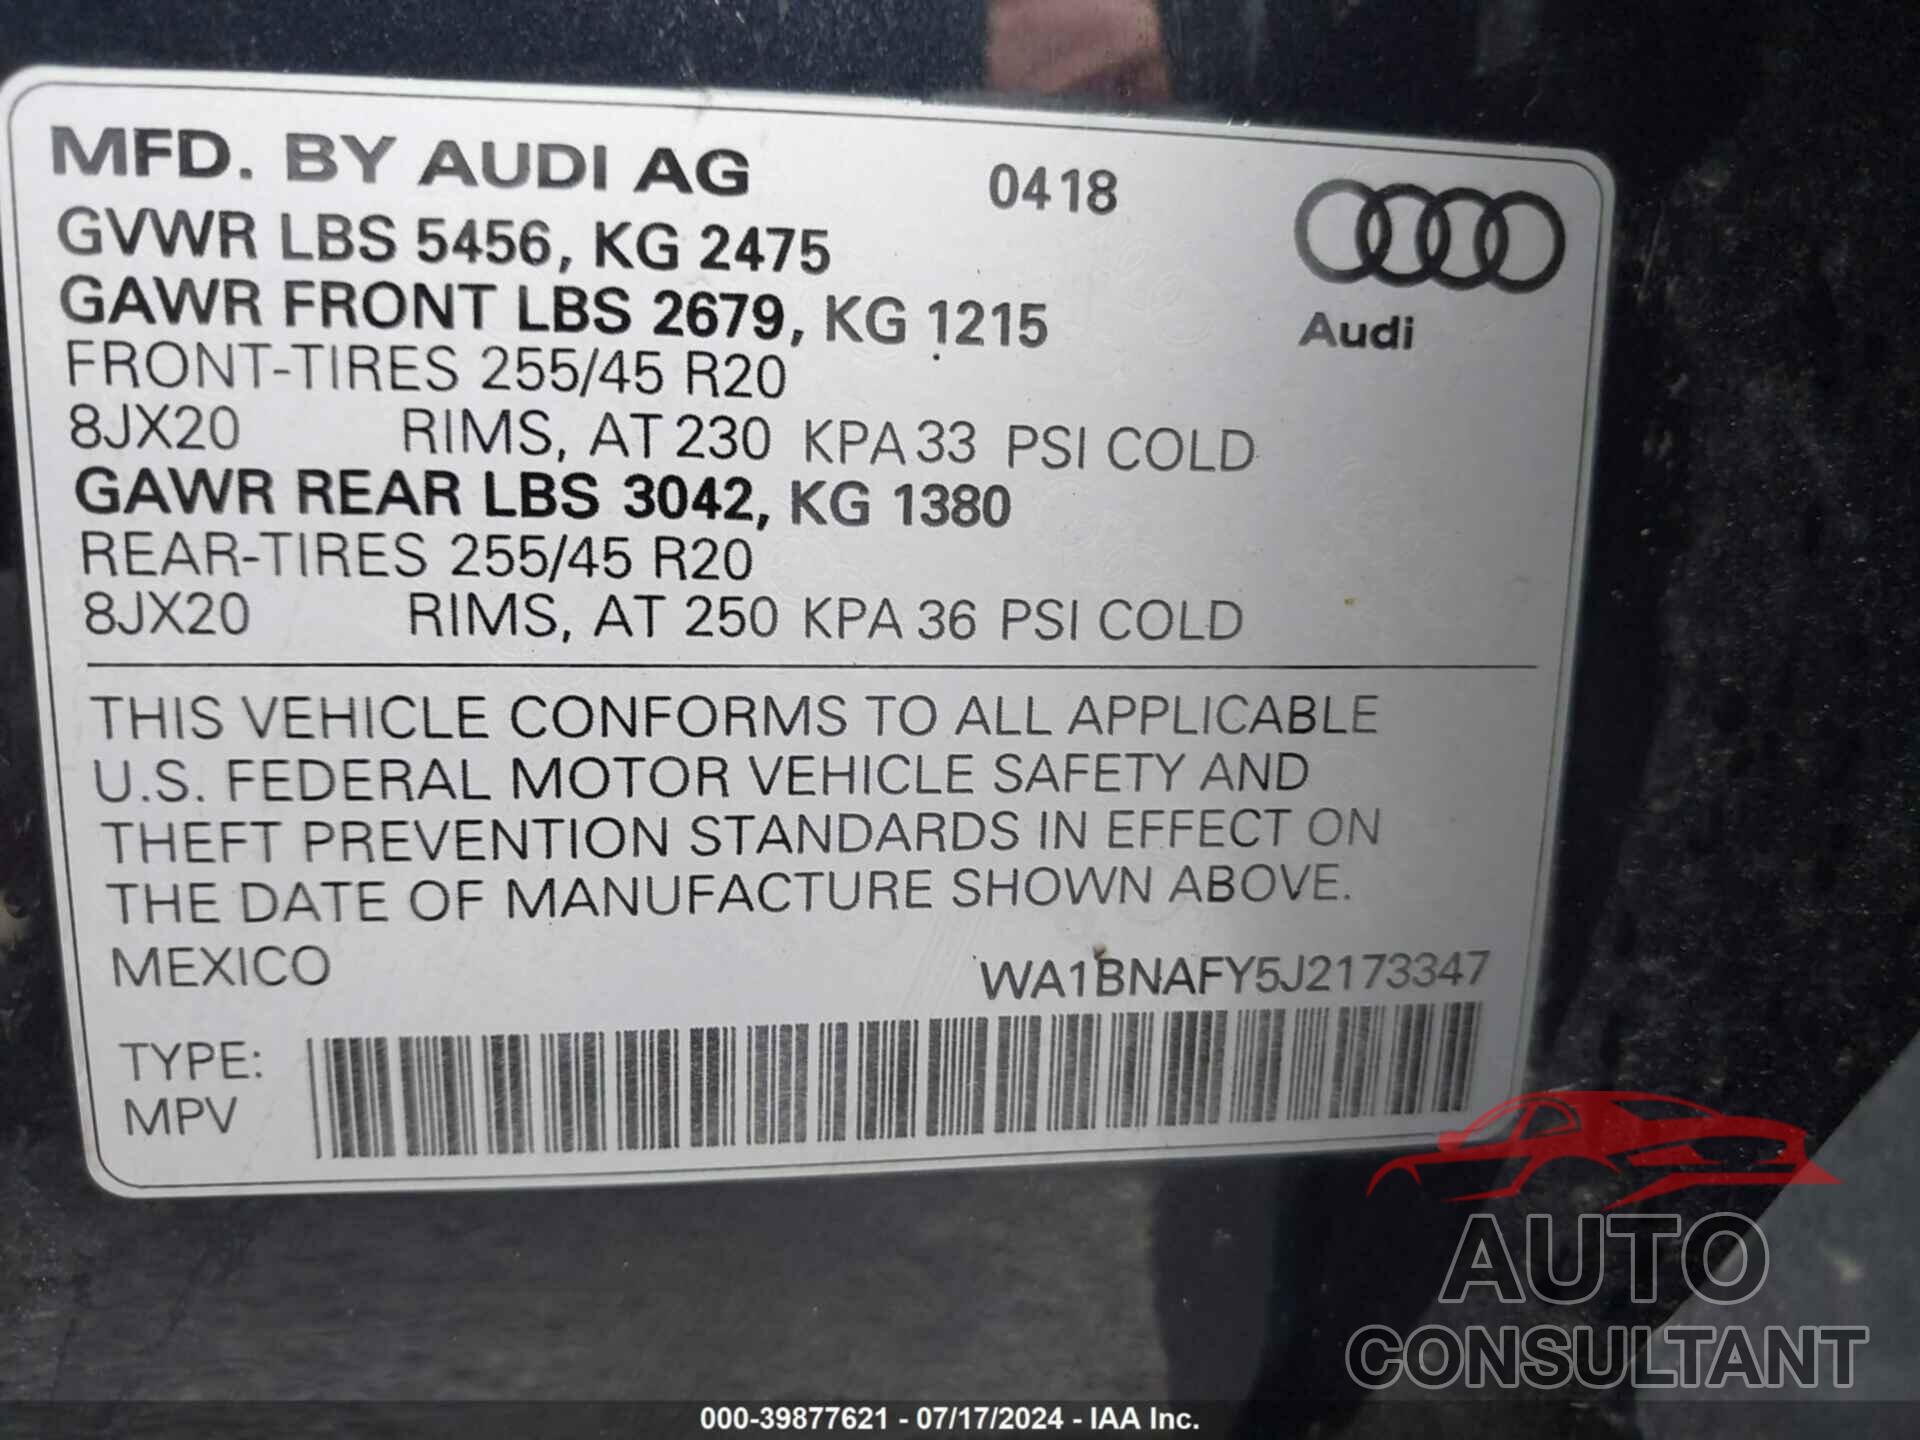 MFD. BY AUDI AG 0418
GVWR LBS 5456, KG 2475
GAWR FRONT LBS 2679, KG 1215
Audi
FRONT-TIRES 255/45 R20
8JX20 RIMS, AT 230 KPA 33 PSI COLD
GAWR REAR LBS 3042, KG 1380
REAR-TIRES 255/45 R20
8JX20 RIMS, AT 250 KPA 36 PSI COLD
THIS VEHICLE CONFORMS TO ALL APPLICABLE
U.S. FEDERAL MOTOR VEHICLE SAFETY AND
THEFT PREVENTION STANDARDS IN EFFECT ON
THE DATE OF MANUFACTURE SHOWN ABOVE.
MEXICO WA1BNAFY5J2173347
TYPE:
MPV
AUTO
CONSULTANT
000-39877621 - 07/17/2024 - IAA Inc.